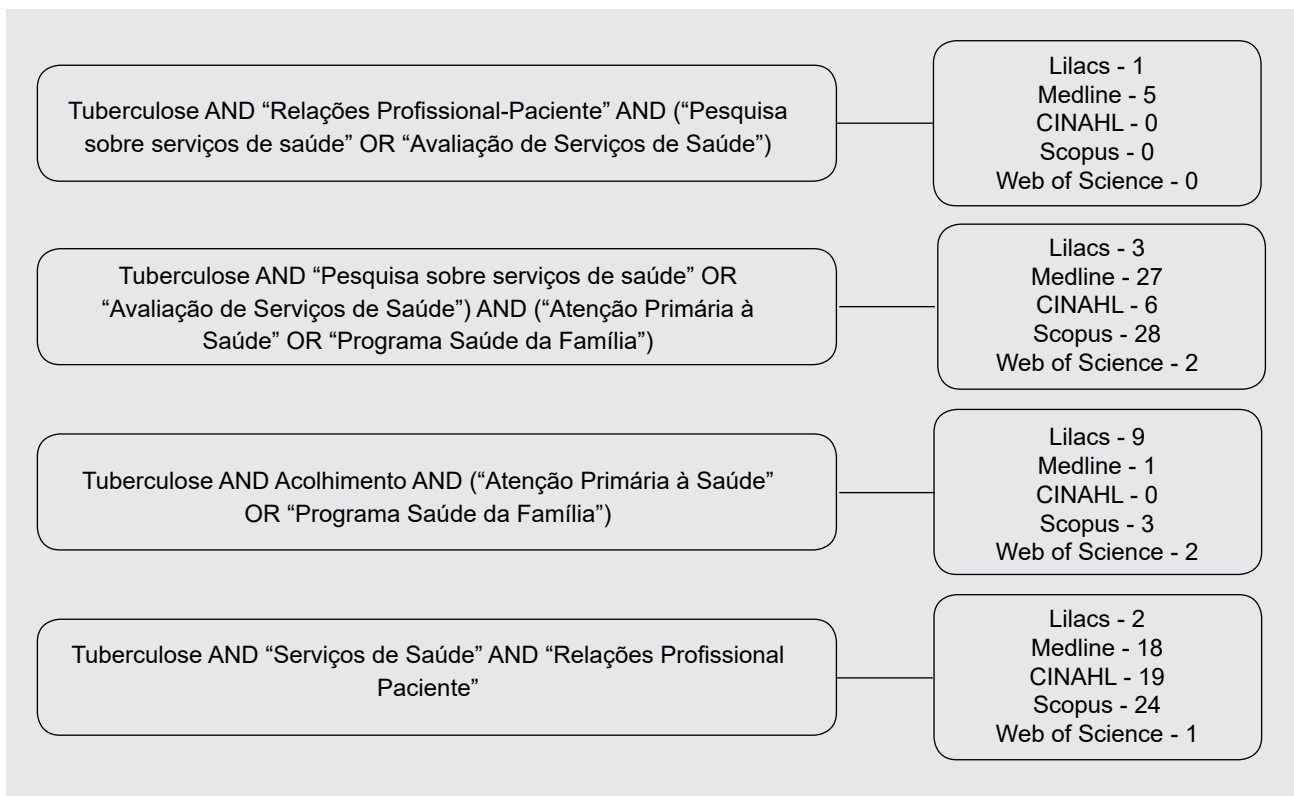 Tuberculose AND “Relações Profissional-Paciente” AND (“Pesquisa
sobre serviços de saúde” OR “Avaliação de Serviços de Saúde”)
Lilacs - 1
Medline - 5
CINAHL - 0
Scopus - 0
Web of Science - 0
Tuberculose AND “Pesquisa sobre serviços de saúde” OR
“Avaliação de Serviços de Saúde”) AND (“Atenção Primária à
Saúde” OR “Programa Saúde da Família”)
Lilacs - 3
Medline - 27
CINAHL - 6
Scopus - 28
Web of Science - 2
Tuberculose AND Acolhimento AND (“Atenção Primária à Saúde”
OR “Programa Saúde da Família”)
Lilacs - 9
Medline - 1
CINAHL - 0
Scopus - 3
Web of Science - 2
Tuberculose AND “Serviços de Saúde” AND “Relações Profissional
Paciente”
Lilacs - 2
Medline - 18
CINAHL - 19
Scopus - 24
Web of Science - 1